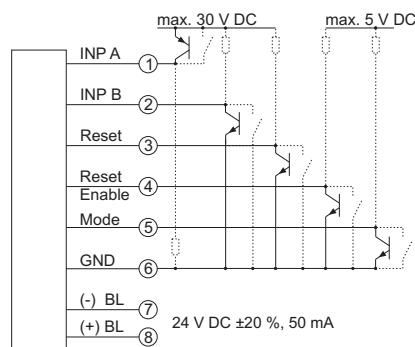 max. 30 V DC
max. 5 V DC
INP A
1
INP B
2
Reset
3
Reset
Enable
4
Mode
5
GND
6
(-) BL
7
24 V DC ±20 %, 50 mA
(+) BL
8